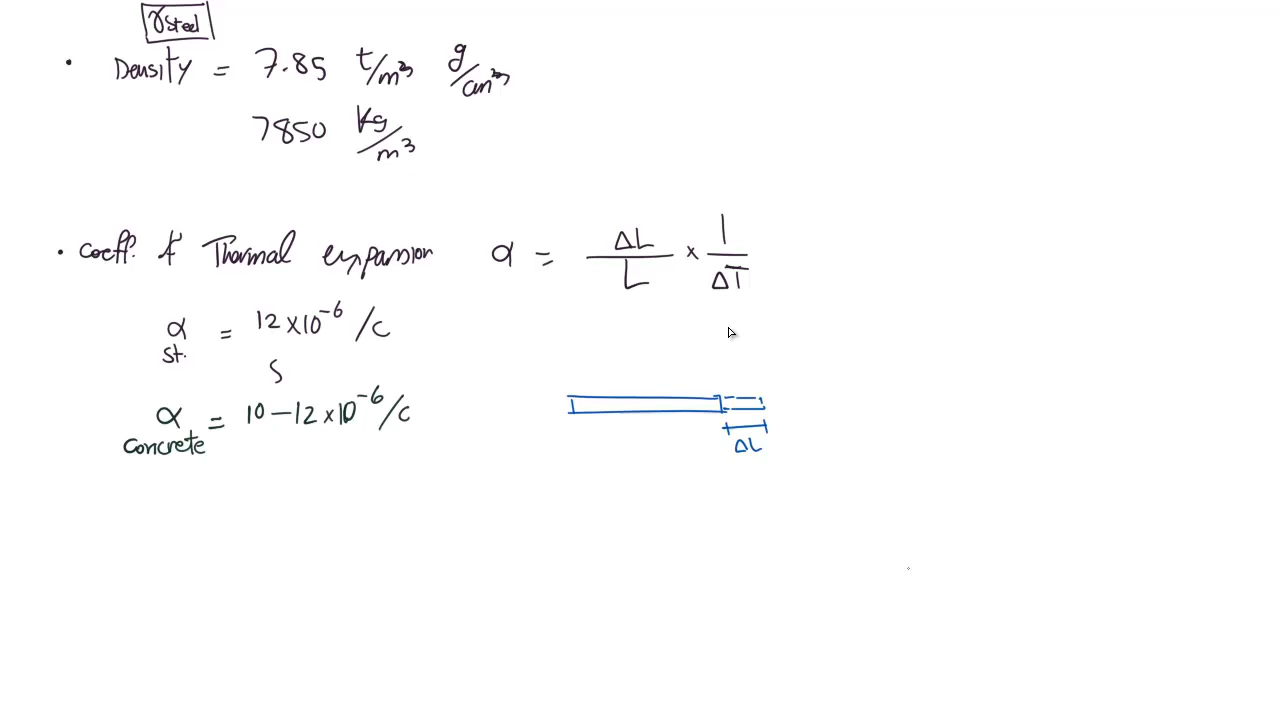 γSteel
• Density = 7.85 t/m³ g/cm³
7850 Kg/m³
• Coeff. of Thermal expansion α = ΔL/L × 1/ΔT
α st. = 12×10⁻⁶ /c
S
α concrete = 10–12×10⁻⁶/c
ΔL